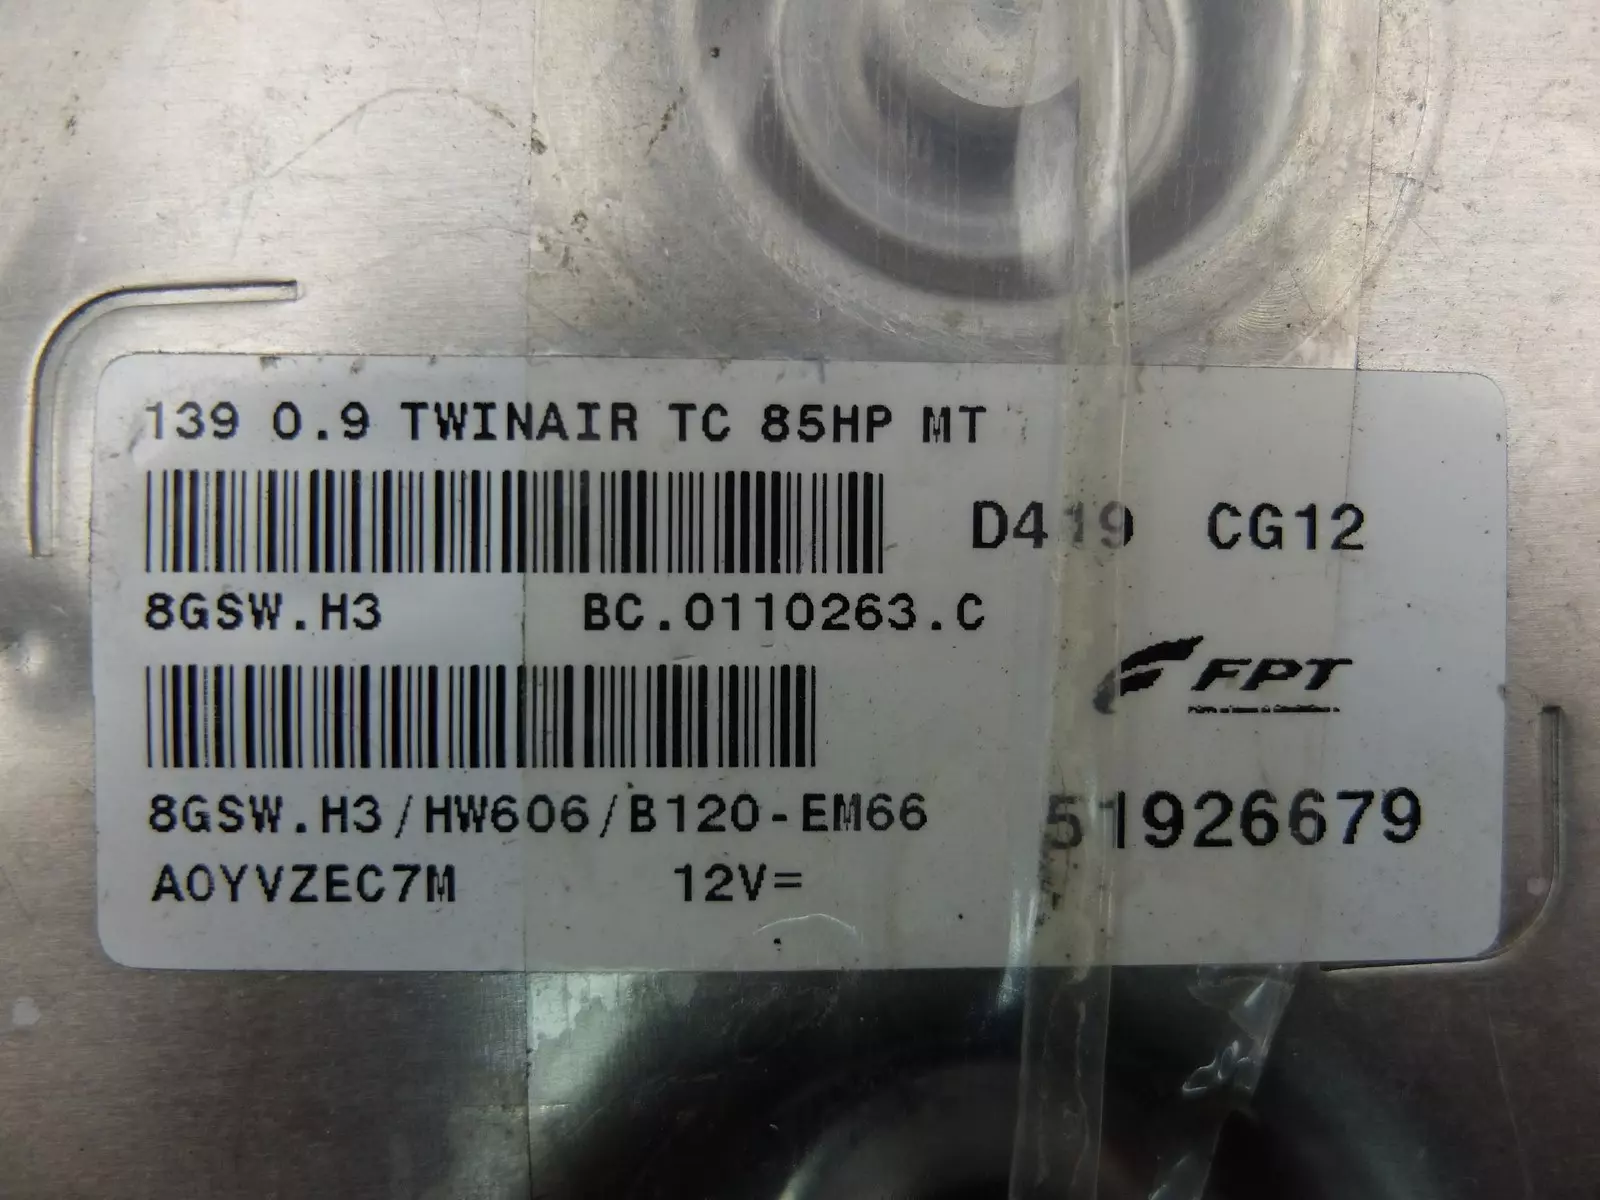 139 0.9 TWINAIR TC 85HP MT
D419 CG12
8GSW.H3 BC.0110263.C
FPT
8GSW.H3/HW606/B120-EM66
51926679
A0YVZEC7M 12V=